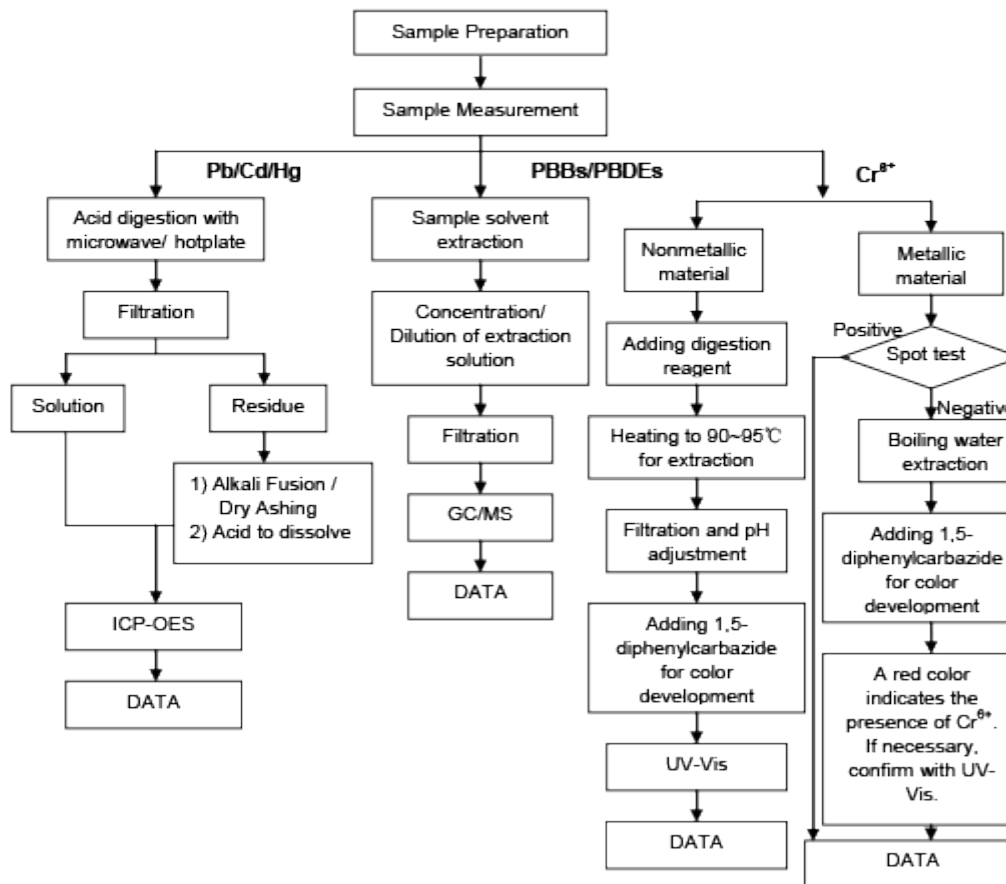 Sample Preparation
Sample Measurement
Pb/Cd/Hg
PBBs/PBDEs
Cr⁶⁺
Acid digestion with
microwave/ hotplate
Filtration
Solution
Residue
1) Alkali Fusion /
Dry Ashing
2) Acid to dissolve
ICP-OES
DATA
Sample solvent
extraction
Concentration/
Dilution of extraction
solution
Filtration
GC/MS
DATA
Nonmetallic
material
Adding digestion
reagent
Heating to 90~95℃
for extraction
Filtration and pH
adjustment
Adding 1,5-
diphenylcarbazide
for color
development
UV-Vis
DATA
Metallic
material
Positive
Spot test
Negative
Boiling water
extraction
Adding 1,5-
diphenylcarbazide
for color
development
A red color
indicates the
presence of Cr⁶⁺.
If necessary,
confirm with UV-
Vis.
DATA